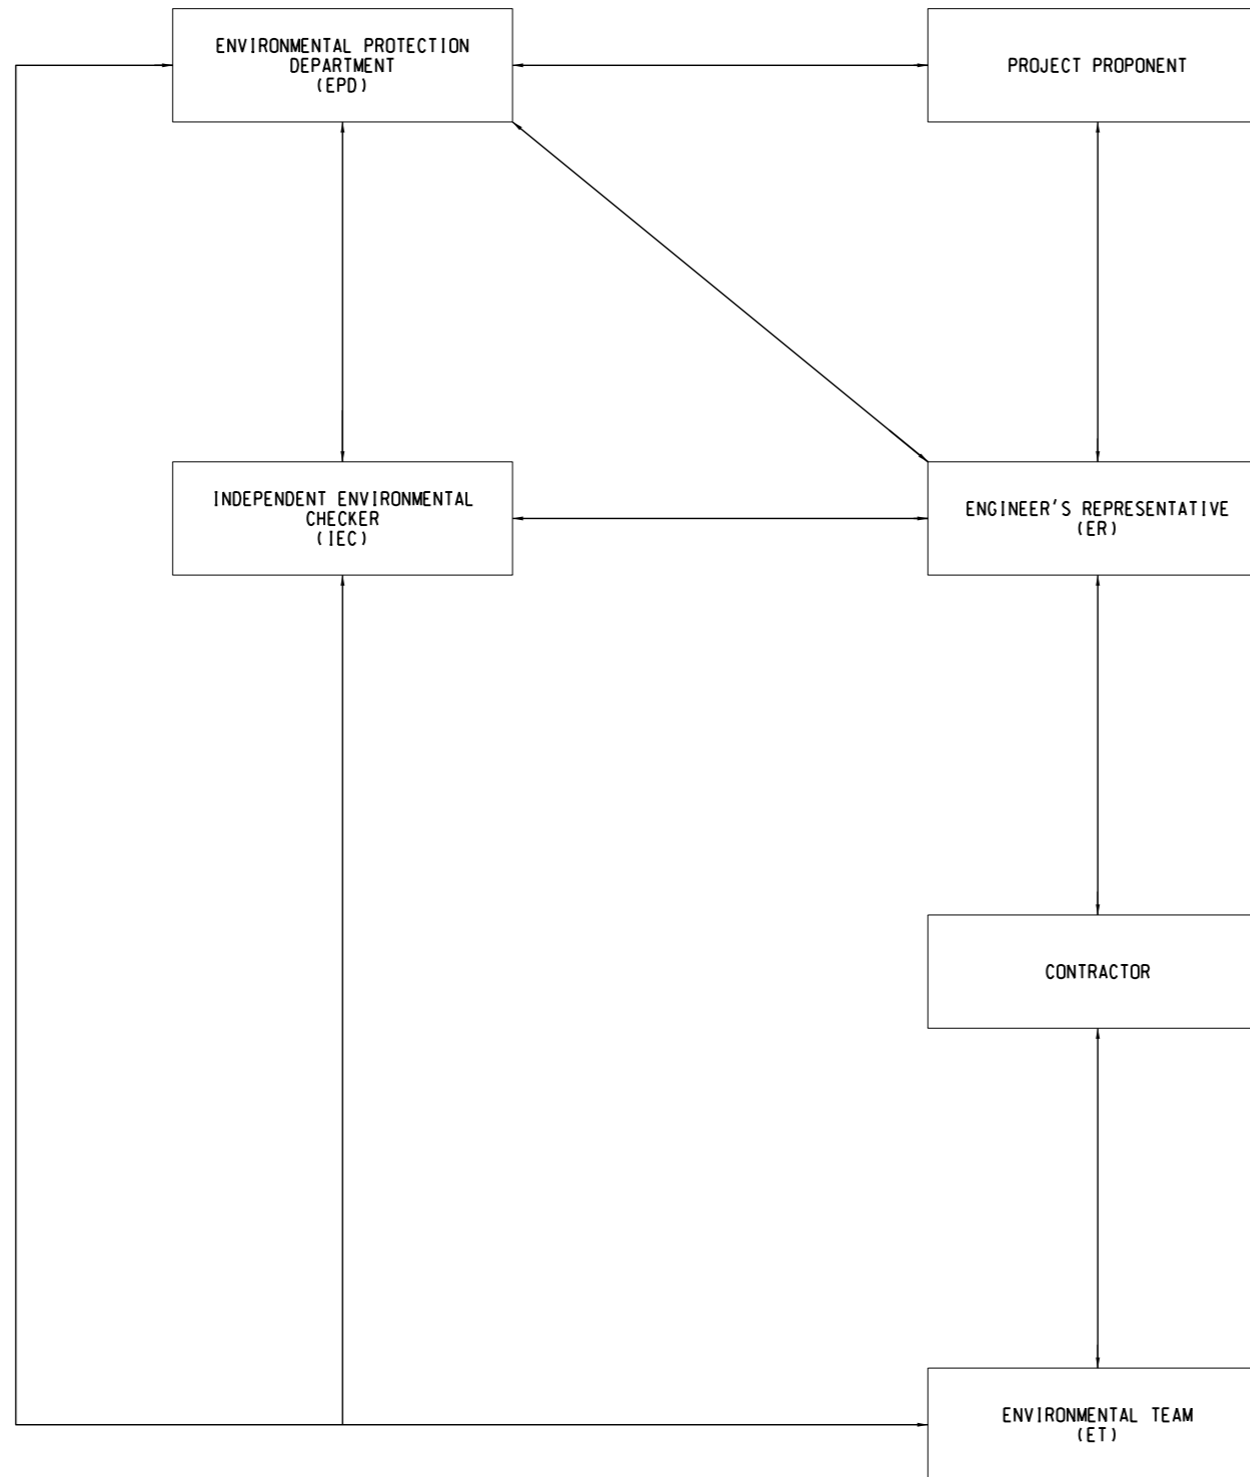 ENVIRONMENTAL PROTECTION
DEPARTMENT
(EPD)
PROJECT PROPONENT
INDEPENDENT ENVIRONMENTAL
CHECKER
(IEC)
ENGINEER'S REPRESENTATIVE
(ER)
CONTRACTOR
ENVIRONMENTAL TEAM
(ET)